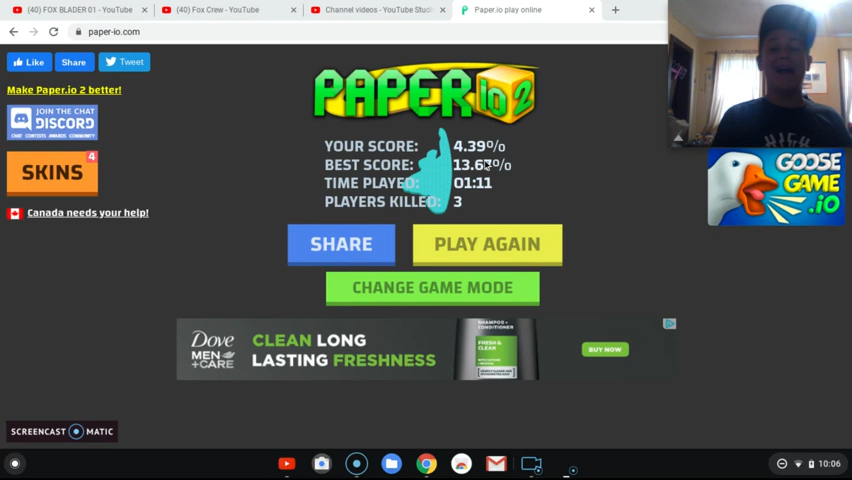 (40) FOX BLADER 01 - YouTube
(40) Fox Crew - YouTube
Channel videos - YouTube Studi
Paper.io play online
paper-io.com
Like
Share
Tweet
Make Paper.io 2 better!
JOIN THE CHAT
DISCORD
SKINS
4
Canada needs your help!
PAPER io 2
YOUR SCORE: 4.39%
BEST SCORE:
TIME PLAYED: 01:11
PLAYERS KILLED: 3
SHARE
PLAY AGAIN
CHANGE GAME MODE
GOOSE
GAME
.IO
Dove
MEN
+CARE
CLEAN LONG
LASTING FRESHNESS
SHAMPOO +
CONDITIONER
FRESH &
CLEAN
BUY NOW
SCREENCAST MATIC
10:06